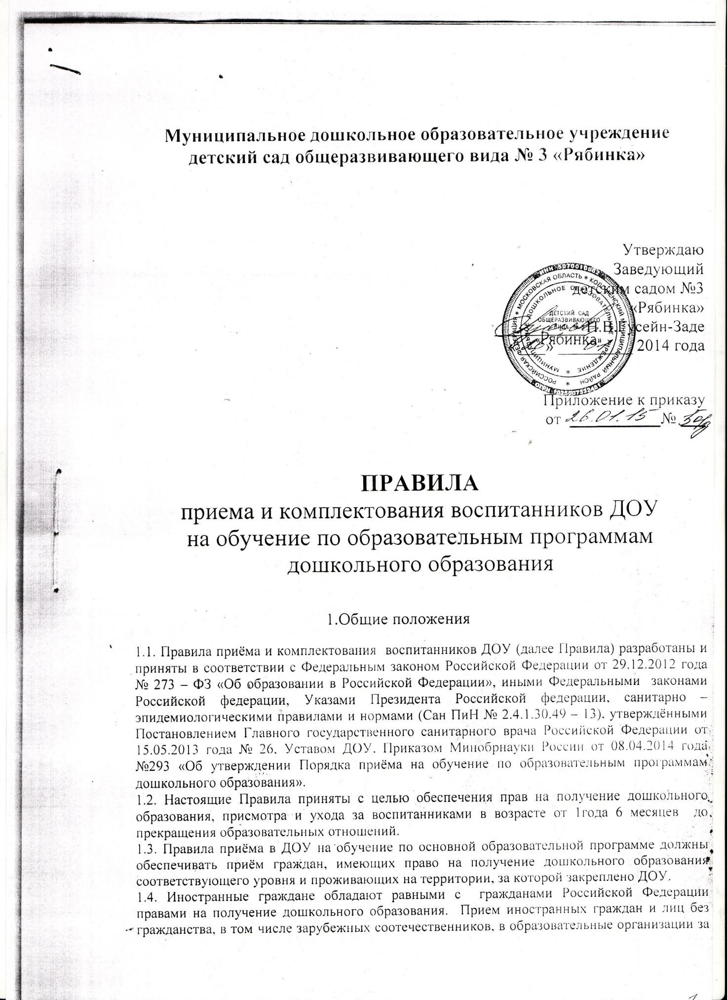 Муниципальное дошкольное образовательное учреждение
детский сад общеразвивающего вида № 3 «Рябинка»
Утверждаю
Заведующий
детским садом №3
«Рябинка»
Гусейн-Заде
2014 года
РОССИЙСКАЯ ФЕДЕРАЦИЯ * МОСКОВСКАЯ ОБЛАСТЬ * КОЛОМЕНСКИЙ МУНИЦИПАЛЬНЫЙ РАЙОН *
МУНИЦИПАЛЬНОЕ ДОШКОЛЬНОЕ ОБРАЗОВАТЕЛЬНОЕ УЧРЕЖДЕНИЕ *
ДЕТСКИЙ САД
ОБЩЕРАЗВИВАЮЩЕГО
ВИДА
«Рябинка»
Приложение к приказу
от 26.01.15 №
ПРАВИЛА
приема и комплектования воспитанников ДОУ
на обучение по образовательным программам
дошкольного образования
1.Общие положения
1.1. Правила приёма и комплектования воспитанников ДОУ (далее Правила) разработаны и
приняты в соответствии с Федеральным законом Российской Федерации от 29.12.2012 года
№ 273 – ФЗ «Об образовании в Российской Федерации», иными Федеральными законами
Российской федерации, Указами Президента Российской федерации, санитарно –
эпидемиологическими правилами и нормами (Сан ПиН № 2.4.1.30.49 – 13), утверждёнными
Постановлением Главного государственного санитарного врача Российской Федерации от
15.05.2013 года № 26, Уставом ДОУ, Приказом Минобрнауки России от 08.04.2014 года
№293 «Об утверждении Порядка приёма на обучение по образовательным программам
дошкольного образования».
1.2. Настоящие Правила приняты с целью обеспечения прав на получение дошкольного
образования, присмотра и ухода за воспитанниками в возрасте от 1года 6 месяцев до
прекращения образовательных отношений.
1.3. Правила приёма в ДОУ на обучение по основной образовательной программе должны
обеспечивать приём граждан, имеющих право на получение дошкольного образования
соответствующего уровня и проживающих на территории, за которой закреплено ДОУ.
1.4. Иностранные граждане обладают равными с гражданами Российской Федерации
правами на получение дошкольного образования. Прием иностранных граждан и лиц без
гражданства, в том числе зарубежных соотечественников, в образовательные организации за